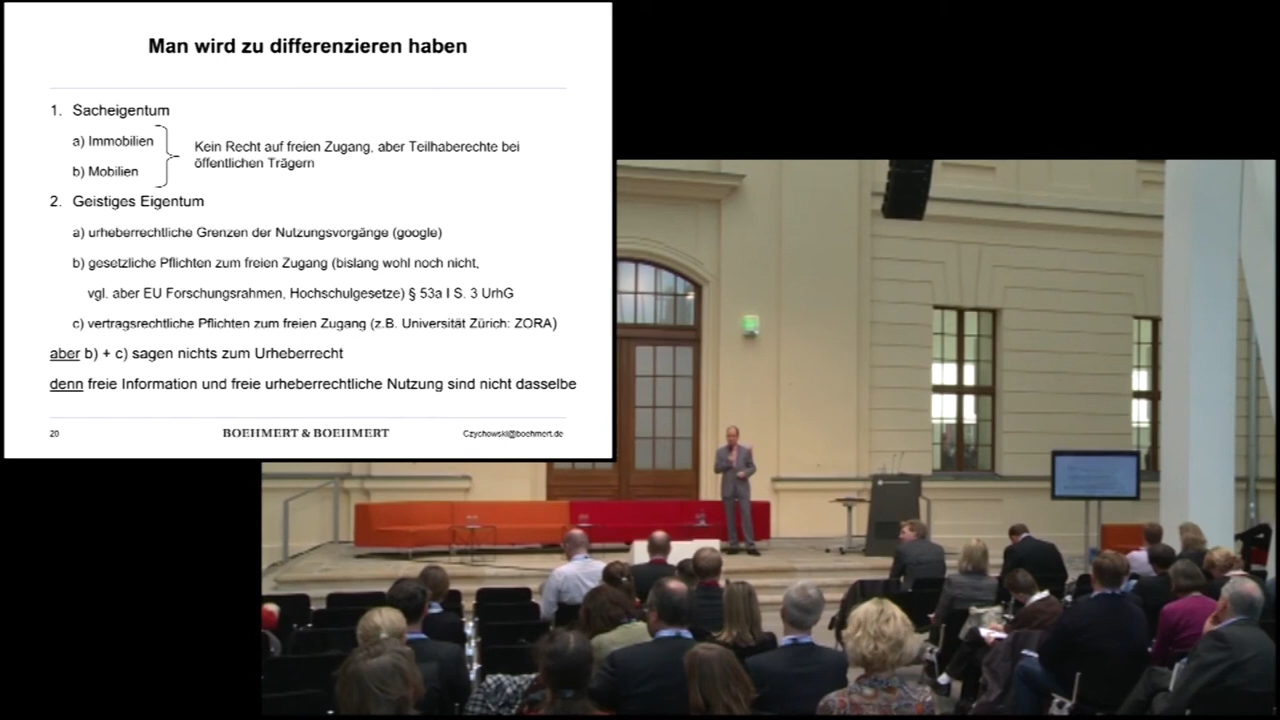 Man wird zu differenzieren haben
1. Sacheigentum
a) Immobilien
b) Mobilien
Kein Recht auf freien Zugang, aber Teilhaberechte bei
öffentlichen Trägern
2. Geistiges Eigentum
a) urheberrechtliche Grenzen der Nutzungsvorgänge (google)
b) gesetzliche Pflichten zum freien Zugang (bislang wohl noch nicht,
vgl. aber EU Forschungsrahmen, Hochschulgesetze) § 53a I S. 3 UrhG
c) vertragsrechtliche Pflichten zum freien Zugang (z.B. Universität Zürich: ZORA)
aber b) + c) sagen nichts zum Urheberrecht
denn freie Information und freie urheberrechtliche Nutzung sind nicht dasselbe
20 BOEHMERT & BOEHMERT Czychowski@boehmert.de